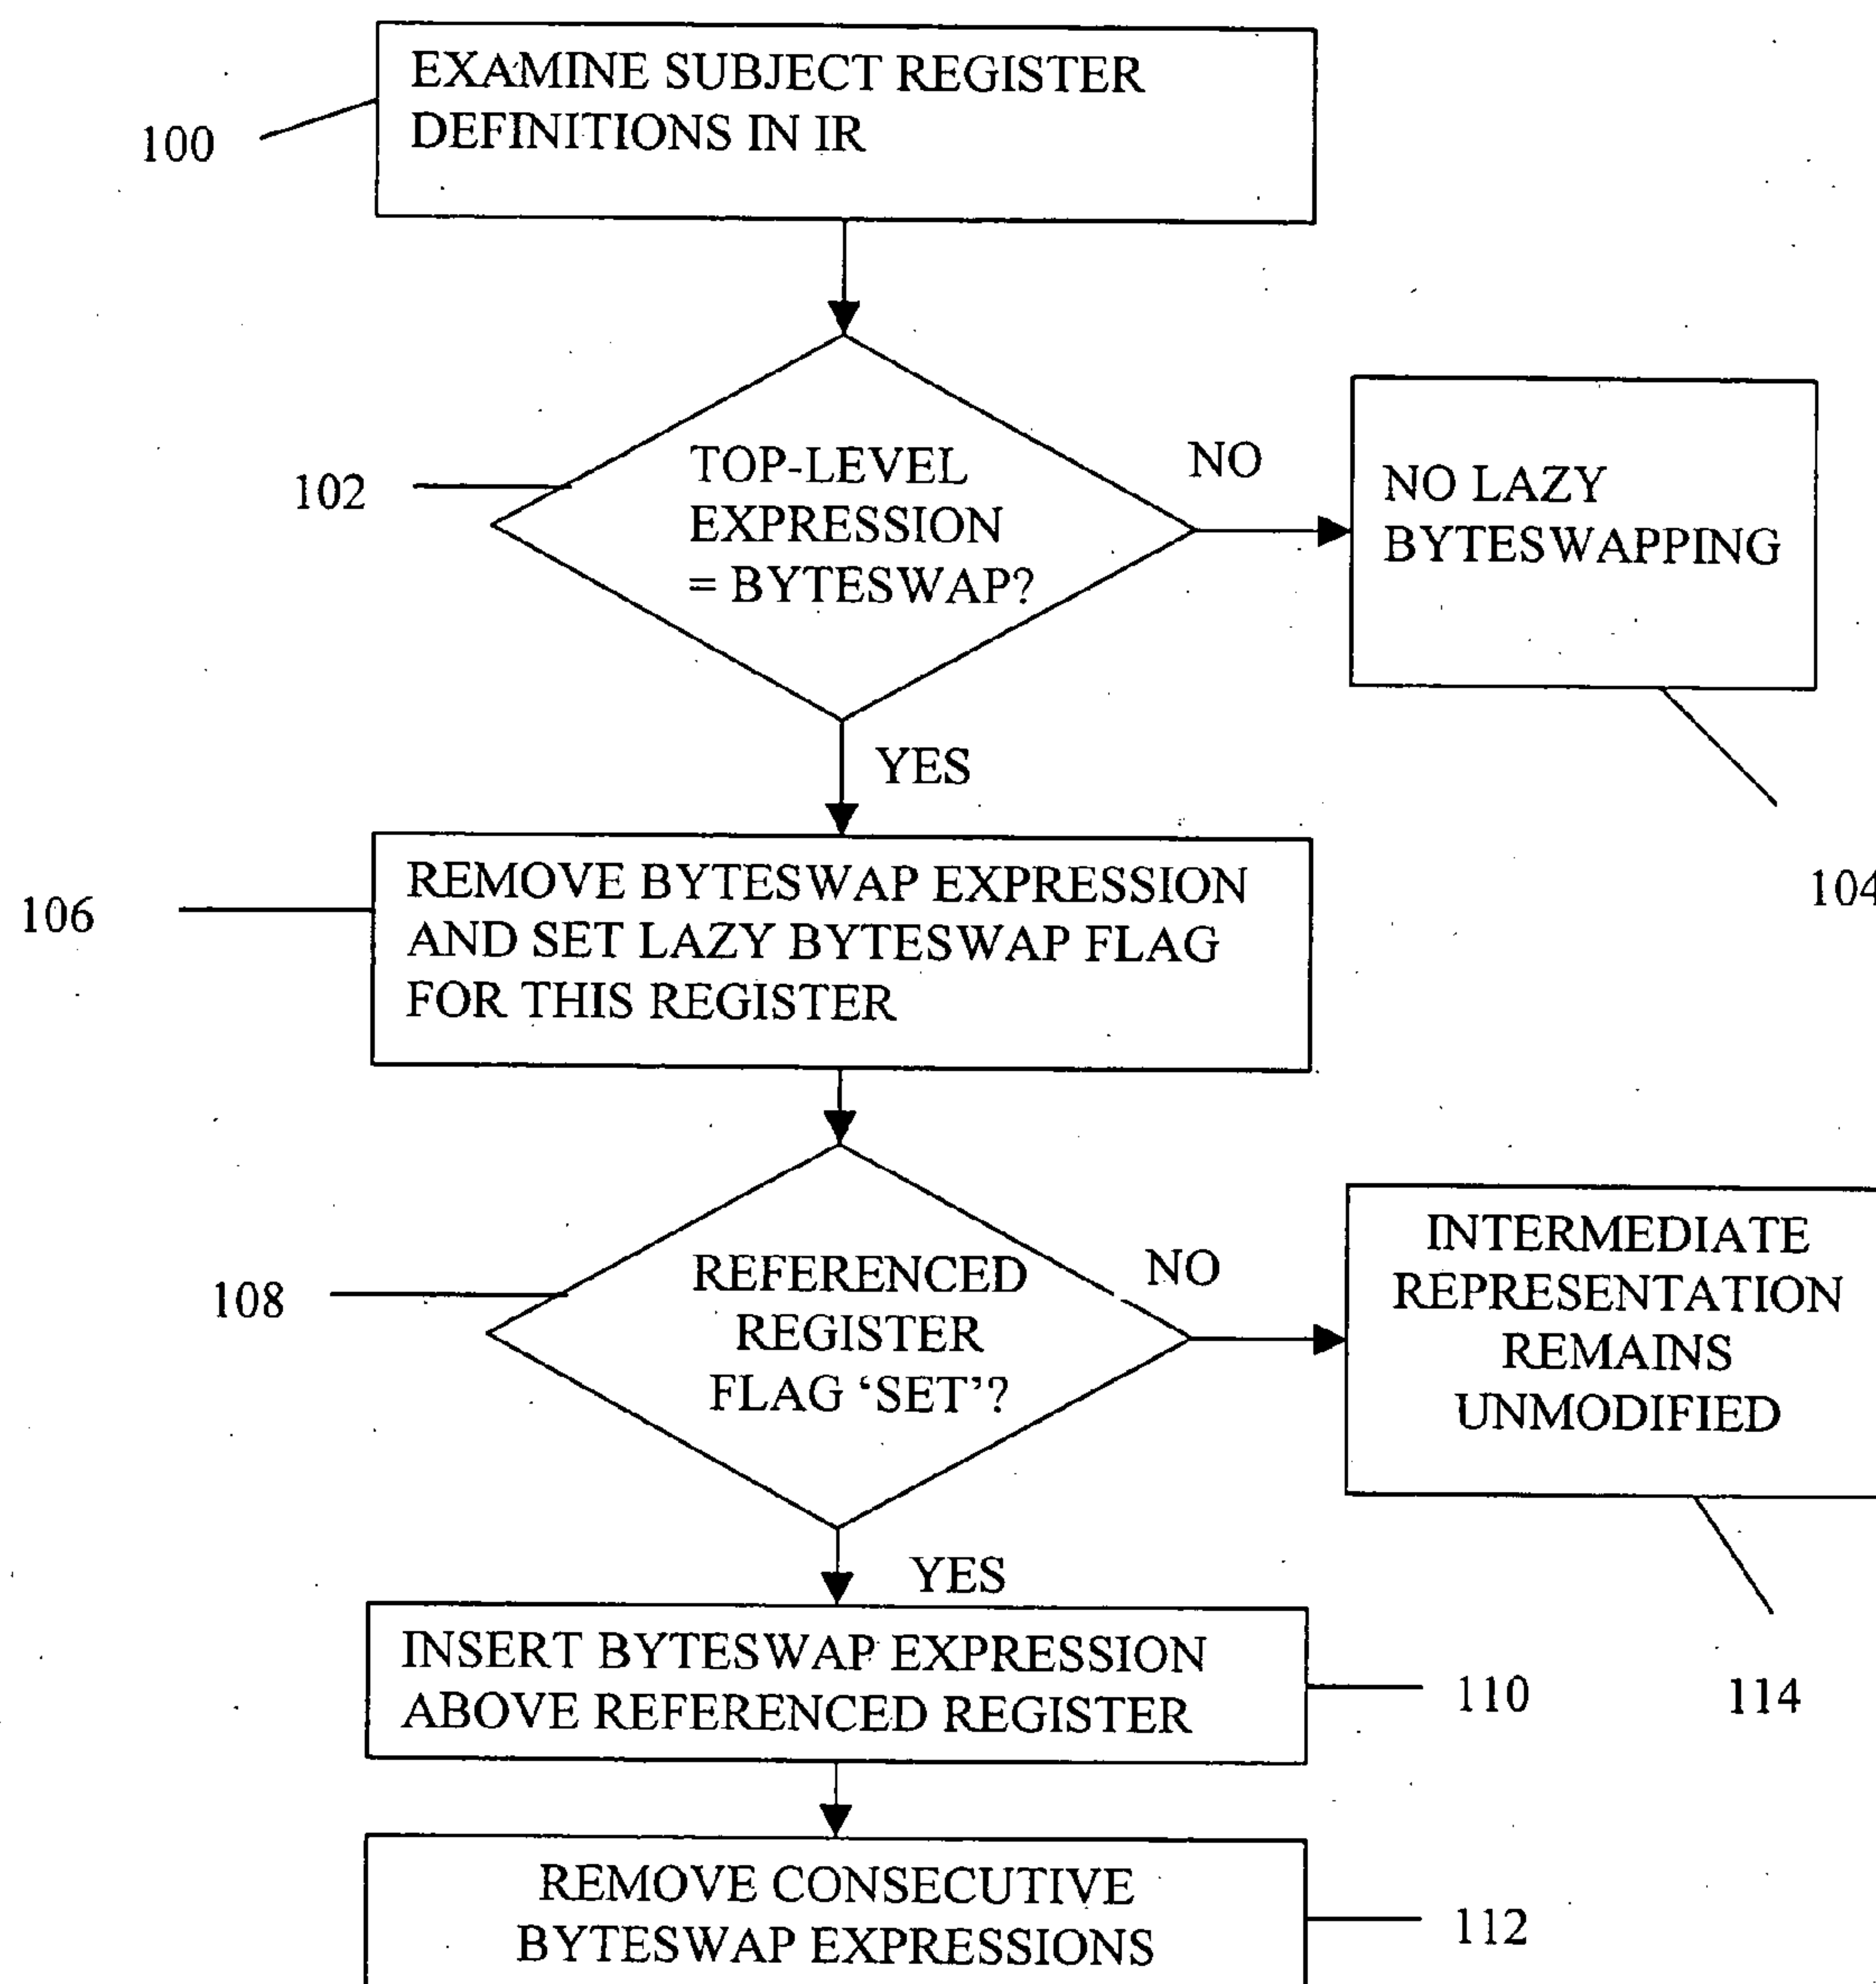 EXAMINE SUBJECT REGISTER
DEFINITIONS IN IR
100
TOP-LEVEL
EXPRESSION
= BYTESWAP?
102
NO
NO LAZY
BYTESWAPPING
104
YES
REMOVE BYTESWAP EXPRESSION
AND SET LAZY BYTESWAP FLAG
FOR THIS REGISTER
106
REFERENCED
REGISTER
FLAG ‘SET’?
108
NO
INTERMEDIATE
REPRESENTATION
REMAINS
UNMODIFIED
114
YES
INSERT BYTESWAP EXPRESSION
ABOVE REFERENCED REGISTER
110
REMOVE CONSECUTIVE
BYTESWAP EXPRESSIONS
112